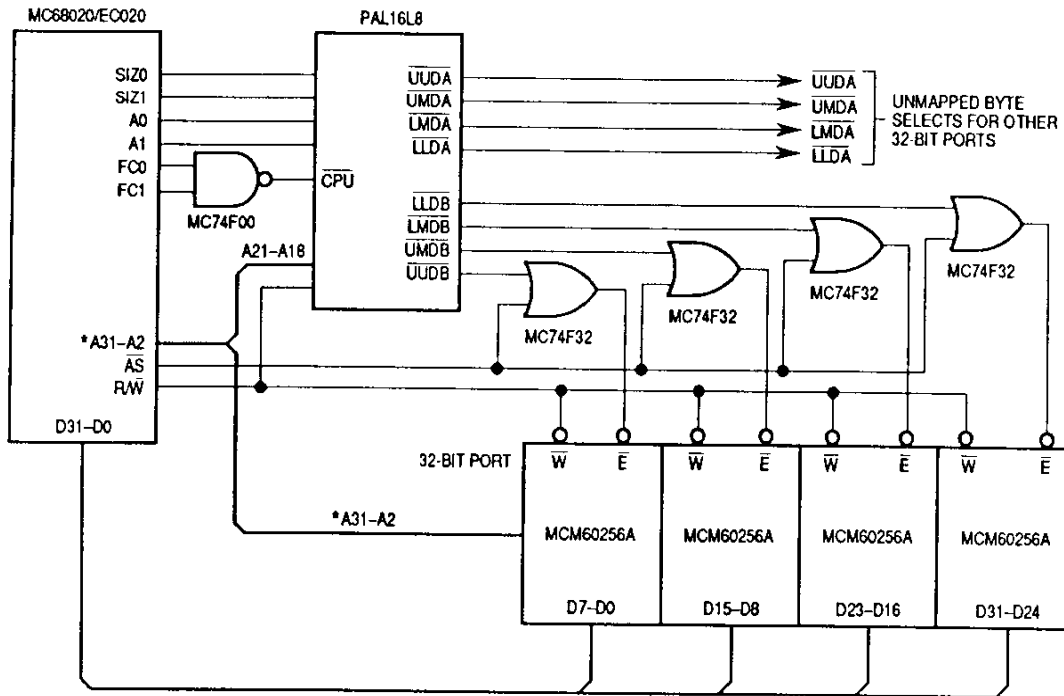 MC68020/EC020
PAL16L8
SIZ0
SIZ1
A0
A1
FC0
FC1
MC74F00
CPU
A21–A18
*A31–A2
AS
R/W
D31–D0
UUDA
UMDA
LMDA
LLDA
LLDB
LMDB
UMDB
UUDB
UUDA
UMDA
LMDA
LLDA
UNMAPPED BYTE
SELECTS FOR OTHER
32-BIT PORTS
MC74F32
MC74F32
MC74F32
MC74F32
32-BIT PORT
W E W E W E W E
*A31–A2
MCM60256A MCM60256A MCM60256A MCM60256A
D7–D0 D15–D8 D23–D16 D31–D24